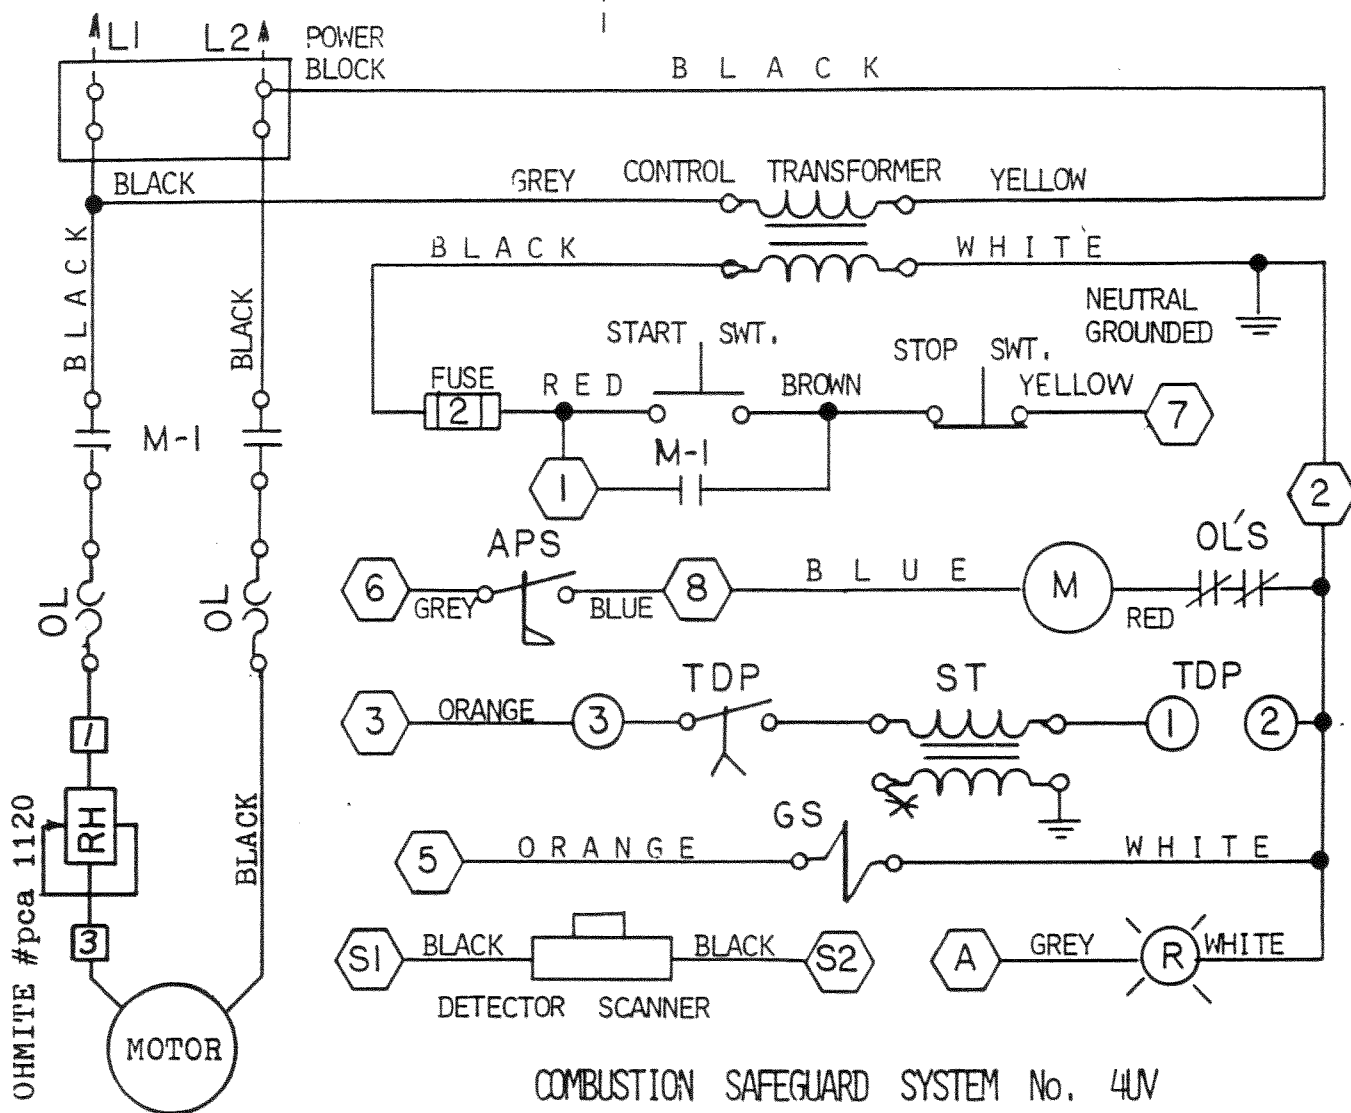 L1 L2 POWER
BLOCK
B L A C K
BLACK GREY CONTROL TRANSFORMER YELLOW
B L A C K
B L A C K
W H I T E
NEUTRAL
GROUNDED
BLACK
START SWT.
STOP SWT.
FUSE
2
R E D
BROWN
YELLOW
7
M-1
M-1
1
2
OL
OL
6
GREY
APS
BLUE
8
B L U E
M
RED
OL'S
3
ORANGE
3
TDP
ST
TDP
1
2
1
RH
3
OHMITE #pca 1120
BLACK
5
O R A N G E
GS
W H I T E
S1
BLACK
BLACK
S2
DETECTOR SCANNER
A
GREY
R
WHITE
MOTOR
COMBUSTION SAFEGUARD SYSTEM No. 4UV